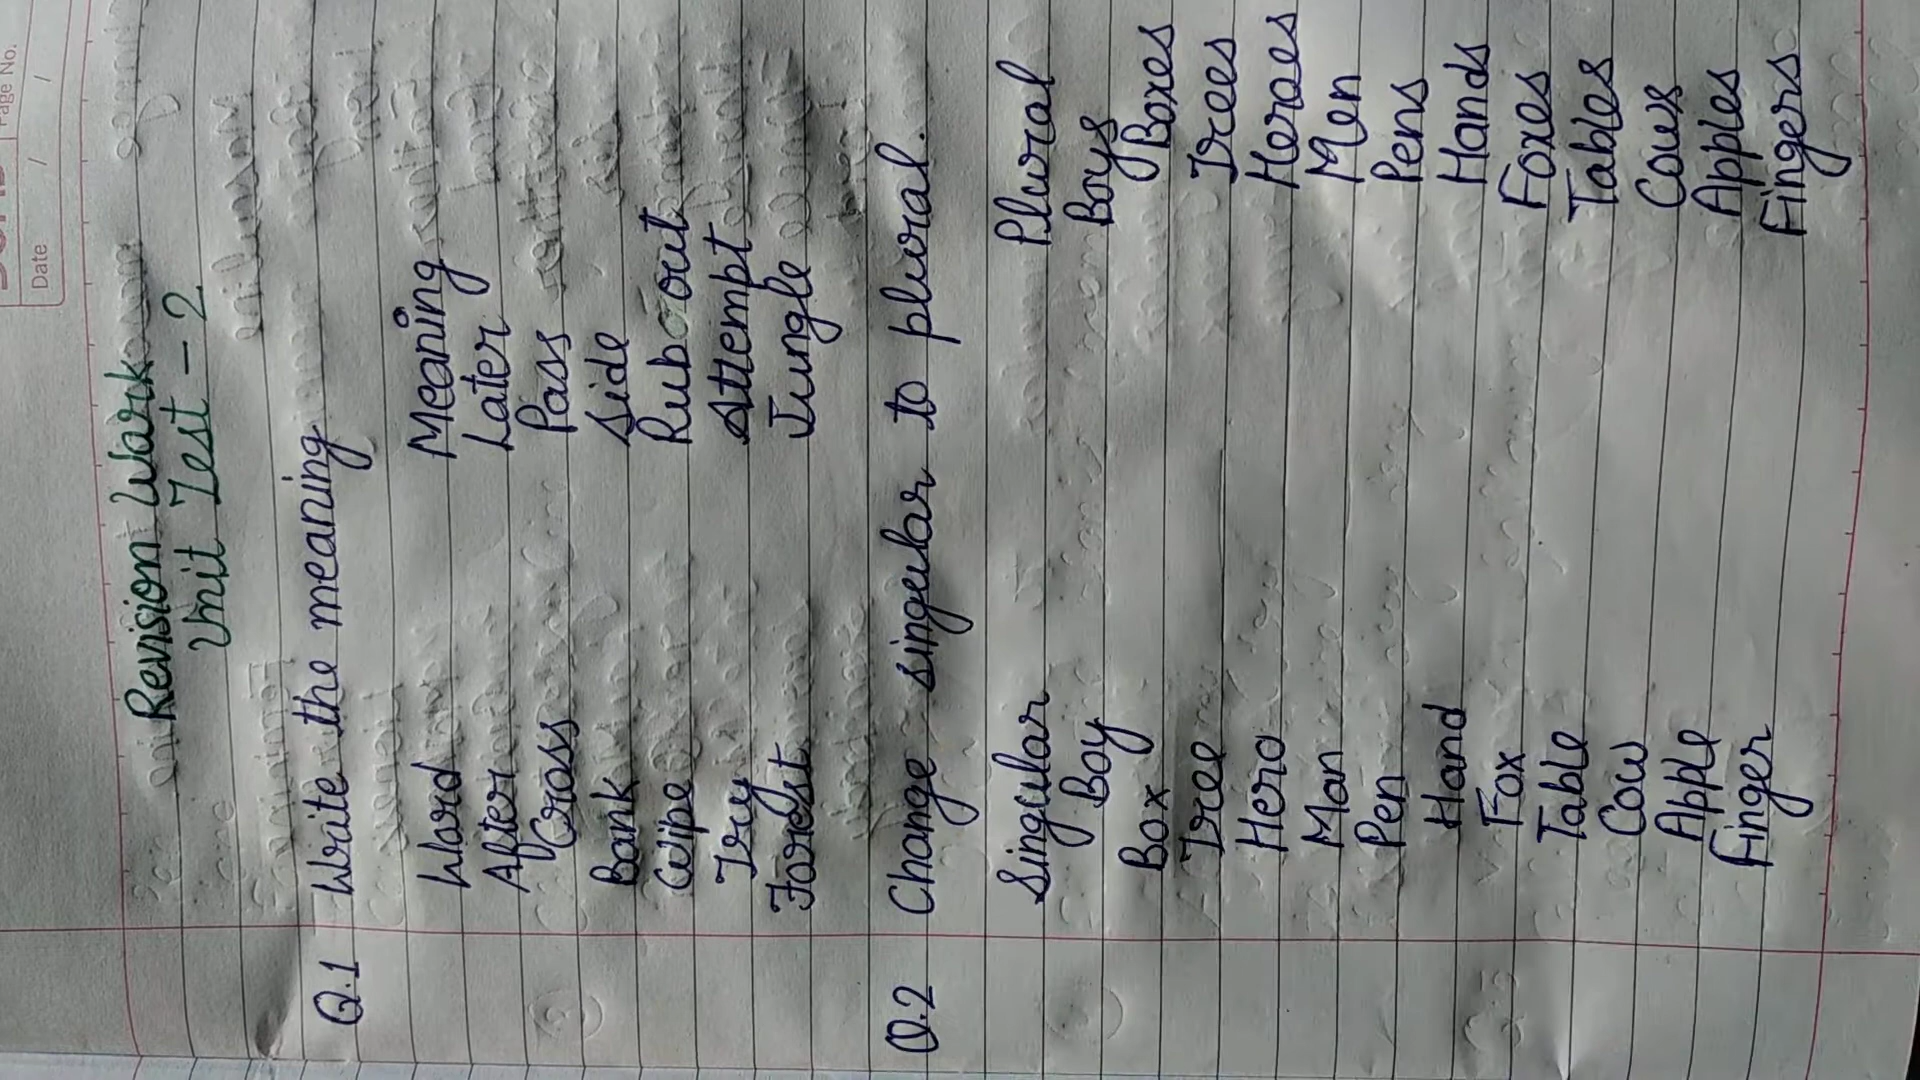 Page No.
Date / /
Revision Work
Unit Test - 2
Q.1 Write the meaning
Word Meaning
After Later
Cross Pass
Bank Side
Wipe Rub out
Try Attempt
Forest Jungle
Q.2 Change singular to plural.
Singular Plural
Boy Boys
Box Boxes
Tree Trees
Hero Heroes
Man Men
Pen Pens
Hand Hands
Fox Foxes
Table Tables
Cow Cows
Apple Apples
Finger Fingers